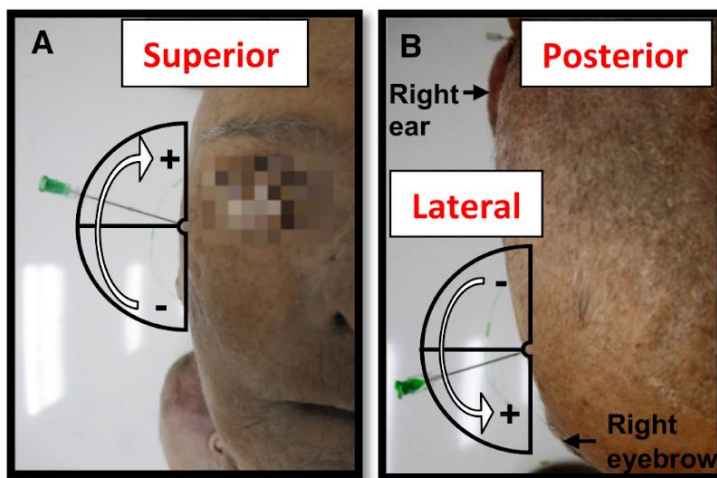 A
Superior
+
-
B
Posterior
Right
ear
Lateral
-
+
Right
eyebrow